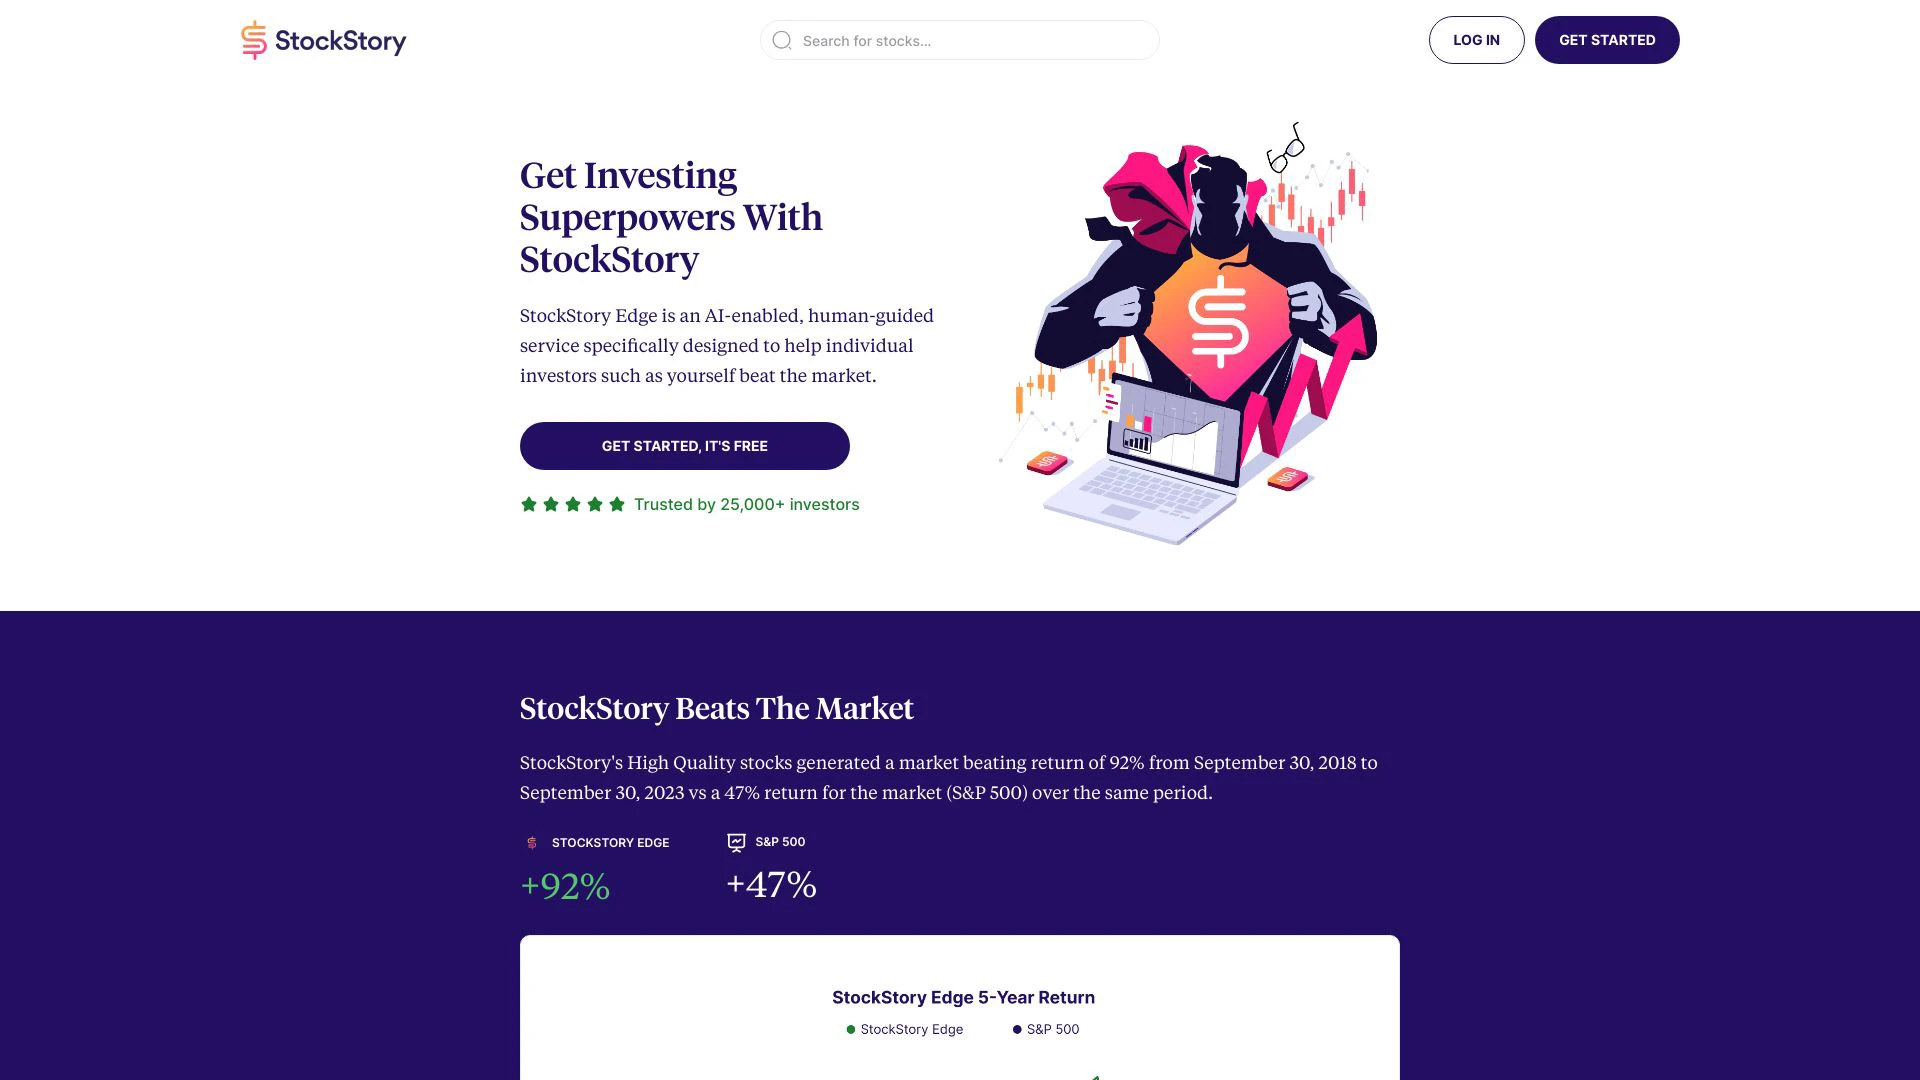 StockStory
Search for stocks...
LOG IN
GET STARTED
Get Investing
Superpowers With
StockStory
StockStory Edge is an AI-enabled, human-guided
service specifically designed to help individual
investors such as yourself beat the market.
GET STARTED, IT'S FREE
Trusted by 25,000+ investors
StockStory Beats The Market
StockStory's High Quality stocks generated a market beating return of 92% from September 30, 2018 to
September 30, 2023 vs a 47% return for the market (S&P 500) over the same period.
STOCKSTORY EDGE
S&P 500
+92%
+47%
StockStory Edge 5-Year Return
StockStory Edge
S&P 500